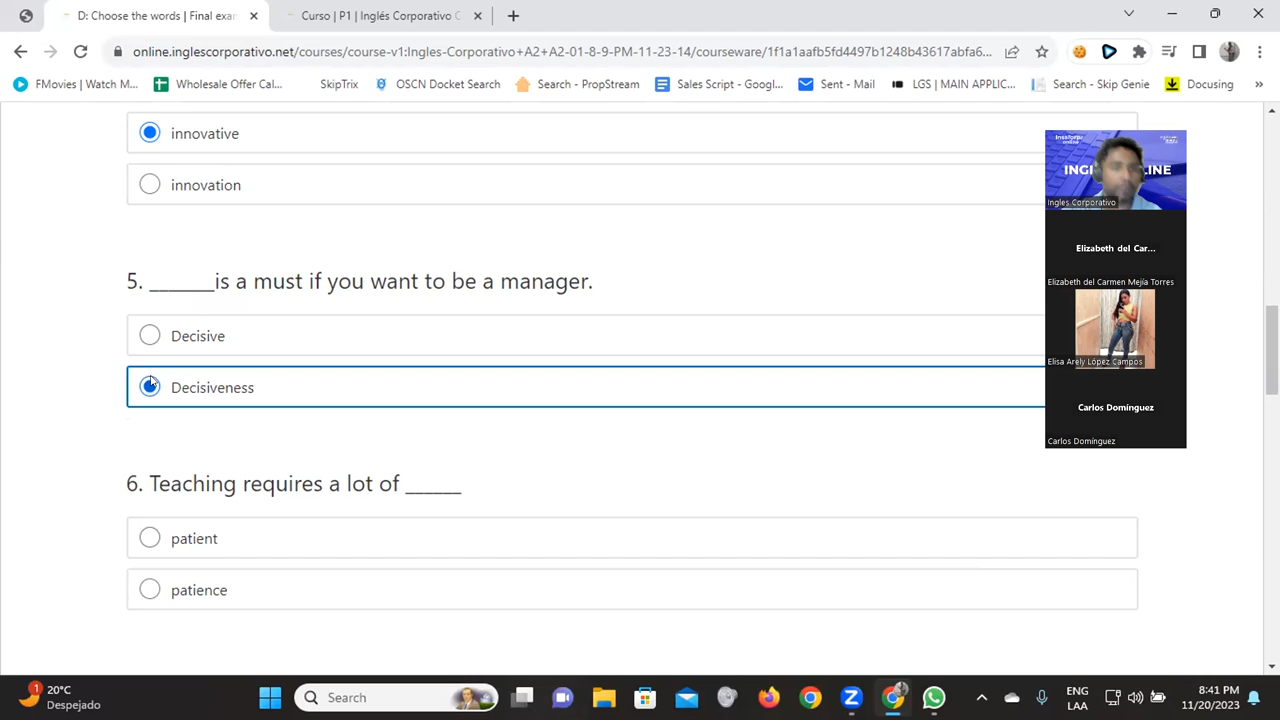 D: Choose the words | Final exar
Curso | P1 | Inglés Corporativo C
online.inglescorporativo.net/courses/course-v1:Ingles-Corporativo+A2+A2-01-8-9-PM-11-23-14/courseware/1f1a1aafb5fd4497b1248b43617abfa6...
FMovies | Watch M...
Wholesale Offer Cal...
SkipTrix
OSCN Docket Search
Search - PropStream
Sales Script - Googl...
Sent - Mail
LGS | MAIN APPLIC...
Search - Skip Genie
Docusing
innovative
innovation
5. _______is a must if you want to be a manager.
Decisive
Decisiveness
6. Teaching requires a lot of ______
patient
patience
Ingles Corporativo
Elizabeth del Car...
Elizabeth del Carmen Mejía Torres
Elisa Arely López Campos
Carlos Domínguez
Carlos Domínguez
1
20°C
Despejado
Search
ENG
LAA
8:41 PM
11/20/2023